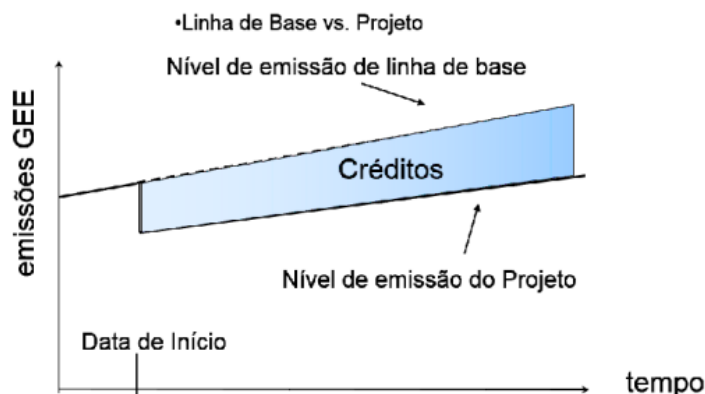 •Linha de Base vs. Projeto
Nível de emissão de linha de base
emissões GEE
Créditos
Nível de emissão do Projeto
Data de Início
tempo